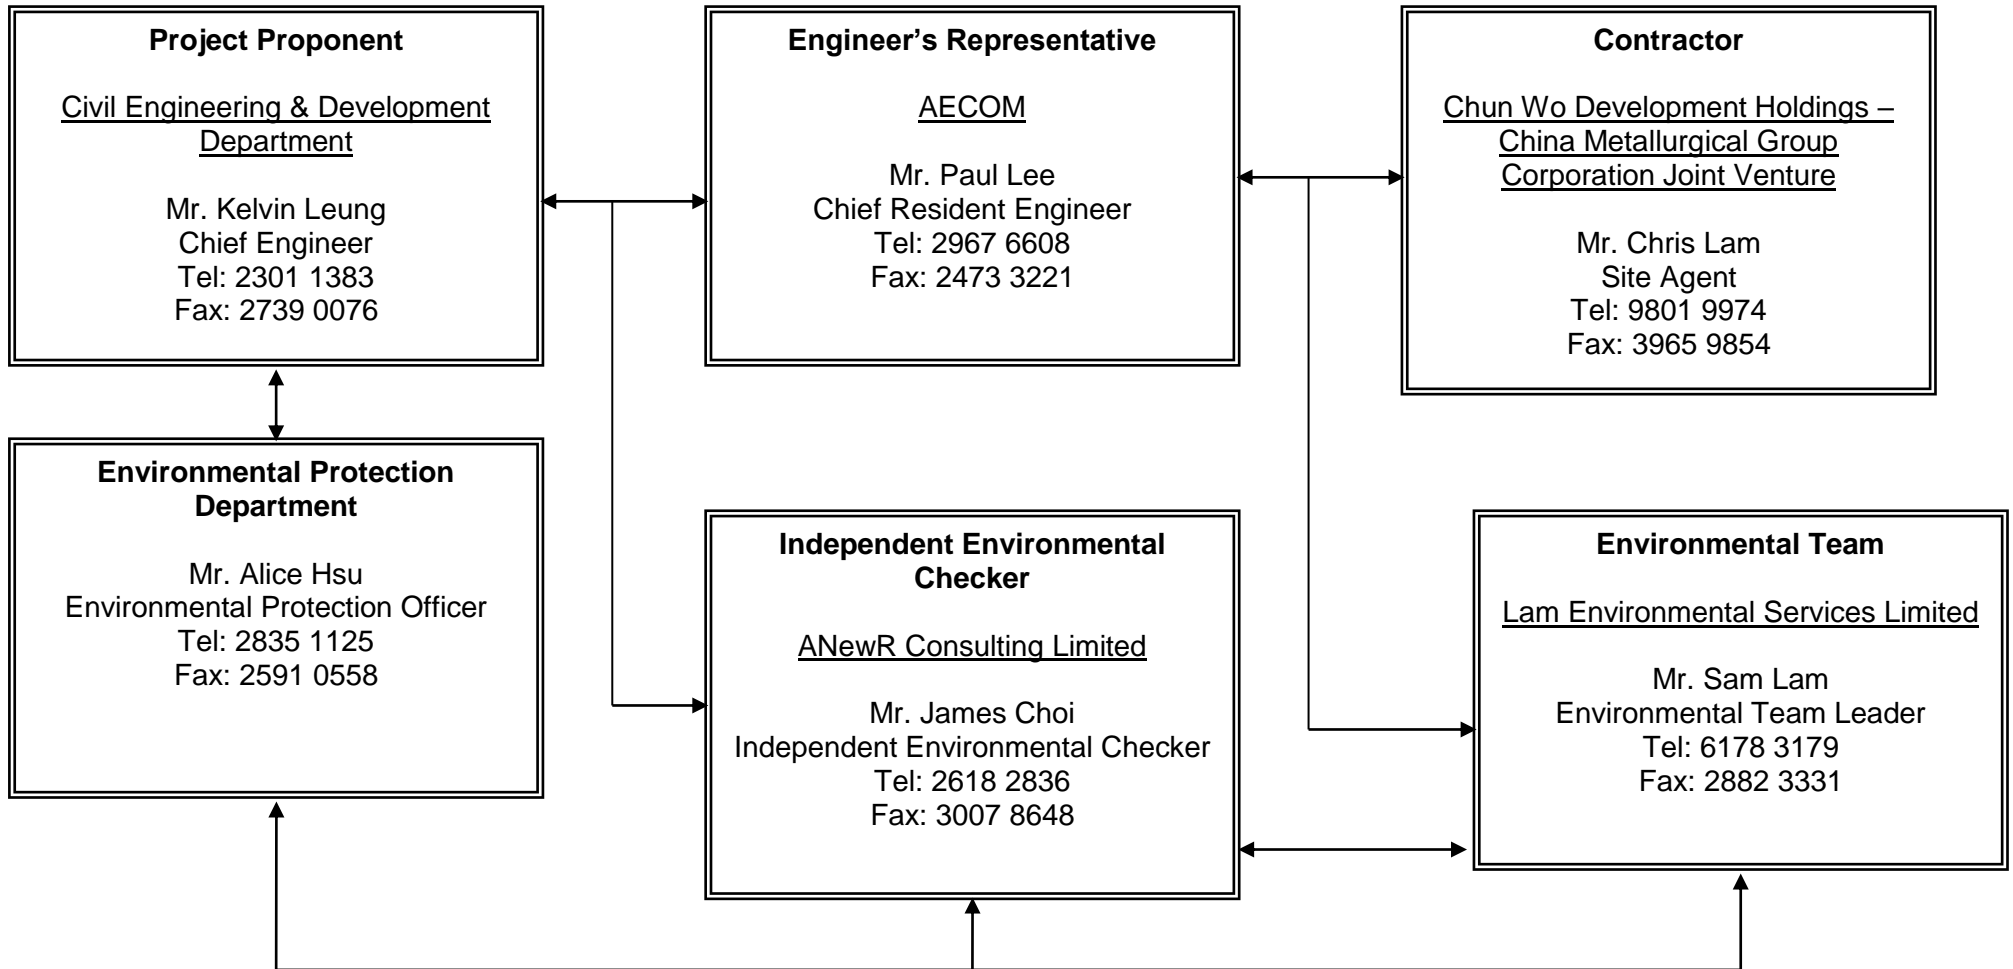 Project Proponent
Civil Engineering & Development
Department
Mr. Kelvin Leung
Chief Engineer
Tel: 2301 1383
Fax: 2739 0076
Engineer’s Representative
AECOM
Mr. Paul Lee
Chief Resident Engineer
Tel: 2967 6608
Fax: 2473 3221
Contractor
Chun Wo Development Holdings –
China Metallurgical Group
Corporation Joint Venture
Mr. Chris Lam
Site Agent
Tel: 9801 9974
Fax: 3965 9854
Environmental Protection
Department
Mr. Alice Hsu
Environmental Protection Officer
Tel: 2835 1125
Fax: 2591 0558
Independent Environmental
Checker
ANewR Consulting Limited
Mr. James Choi
Independent Environmental Checker
Tel: 2618 2836
Fax: 3007 8648
Environmental Team
Lam Environmental Services Limited
Mr. Sam Lam
Environmental Team Leader
Tel: 6178 3179
Fax: 2882 3331